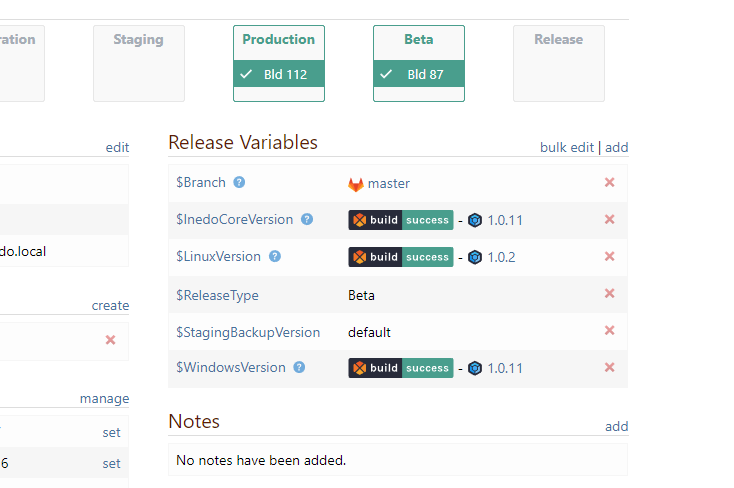 ration
Staging
Production
Beta
Release
Bld 112
Bld 87
edit
do.local
create
manage
set
6
set
Release Variables
bulk edit | add
$Branch ?
master
$InedoCoreVersion ?
build success - 1.0.11
$LinuxVersion ?
build success - 1.0.2
$ReleaseType
Beta
$StagingBackupVersion
default
$WindowsVersion ?
build success - 1.0.11
Notes
add
No notes have been added.